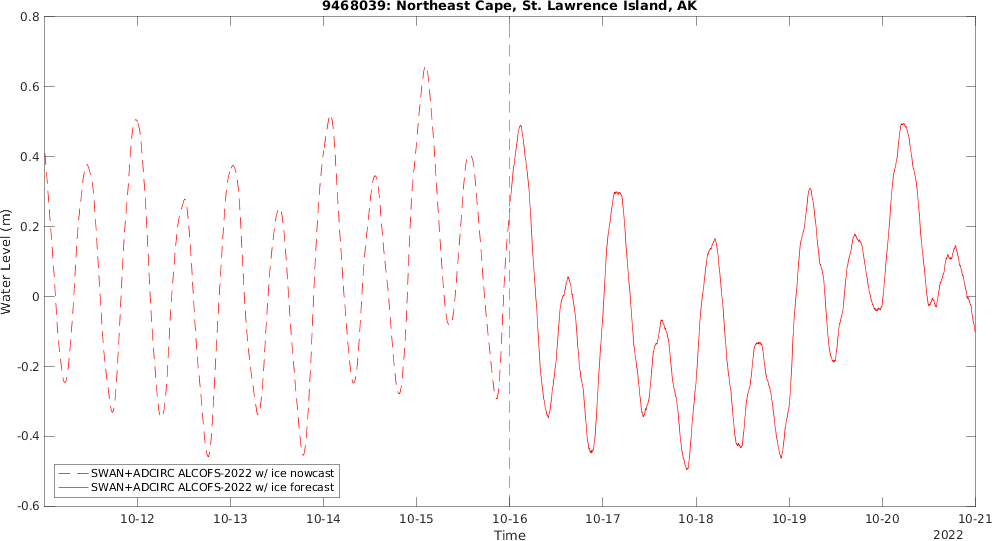 9468039: Northeast Cape, St. Lawrence Island, AK
0.8
0.6
0.4
0.2
0
-0.2
-0.4
-0.6
Water Level (m)
SWAN+ADCIRC ALCOFS-2022 w/ ice nowcast
SWAN+ADCIRC ALCOFS-2022 w/ ice forecast
10-12 10-13 10-14 10-15 10-16 10-17 10-18 10-19 10-20 10-21
Time
2022